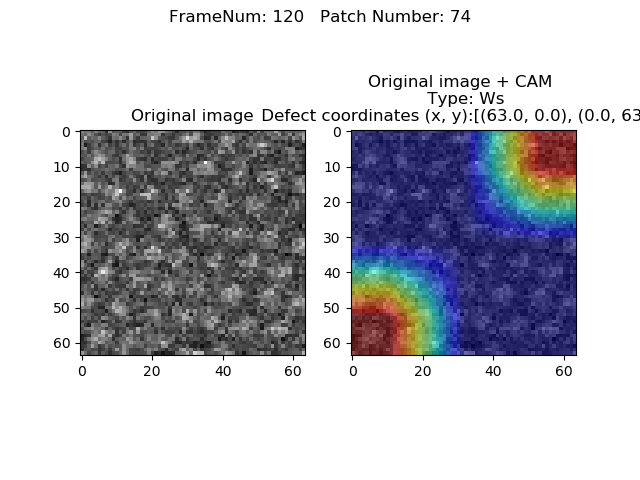 FrameNum: 120   Patch Number: 74
Original image + CAM
Type: Ws
Original image
Defect coordinates (x, y):[(63.0, 0.0), (0.0, 63
0
10
20
30
40
50
60
0 20 40 60
0
10
20
30
40
50
60
0 20 40 60